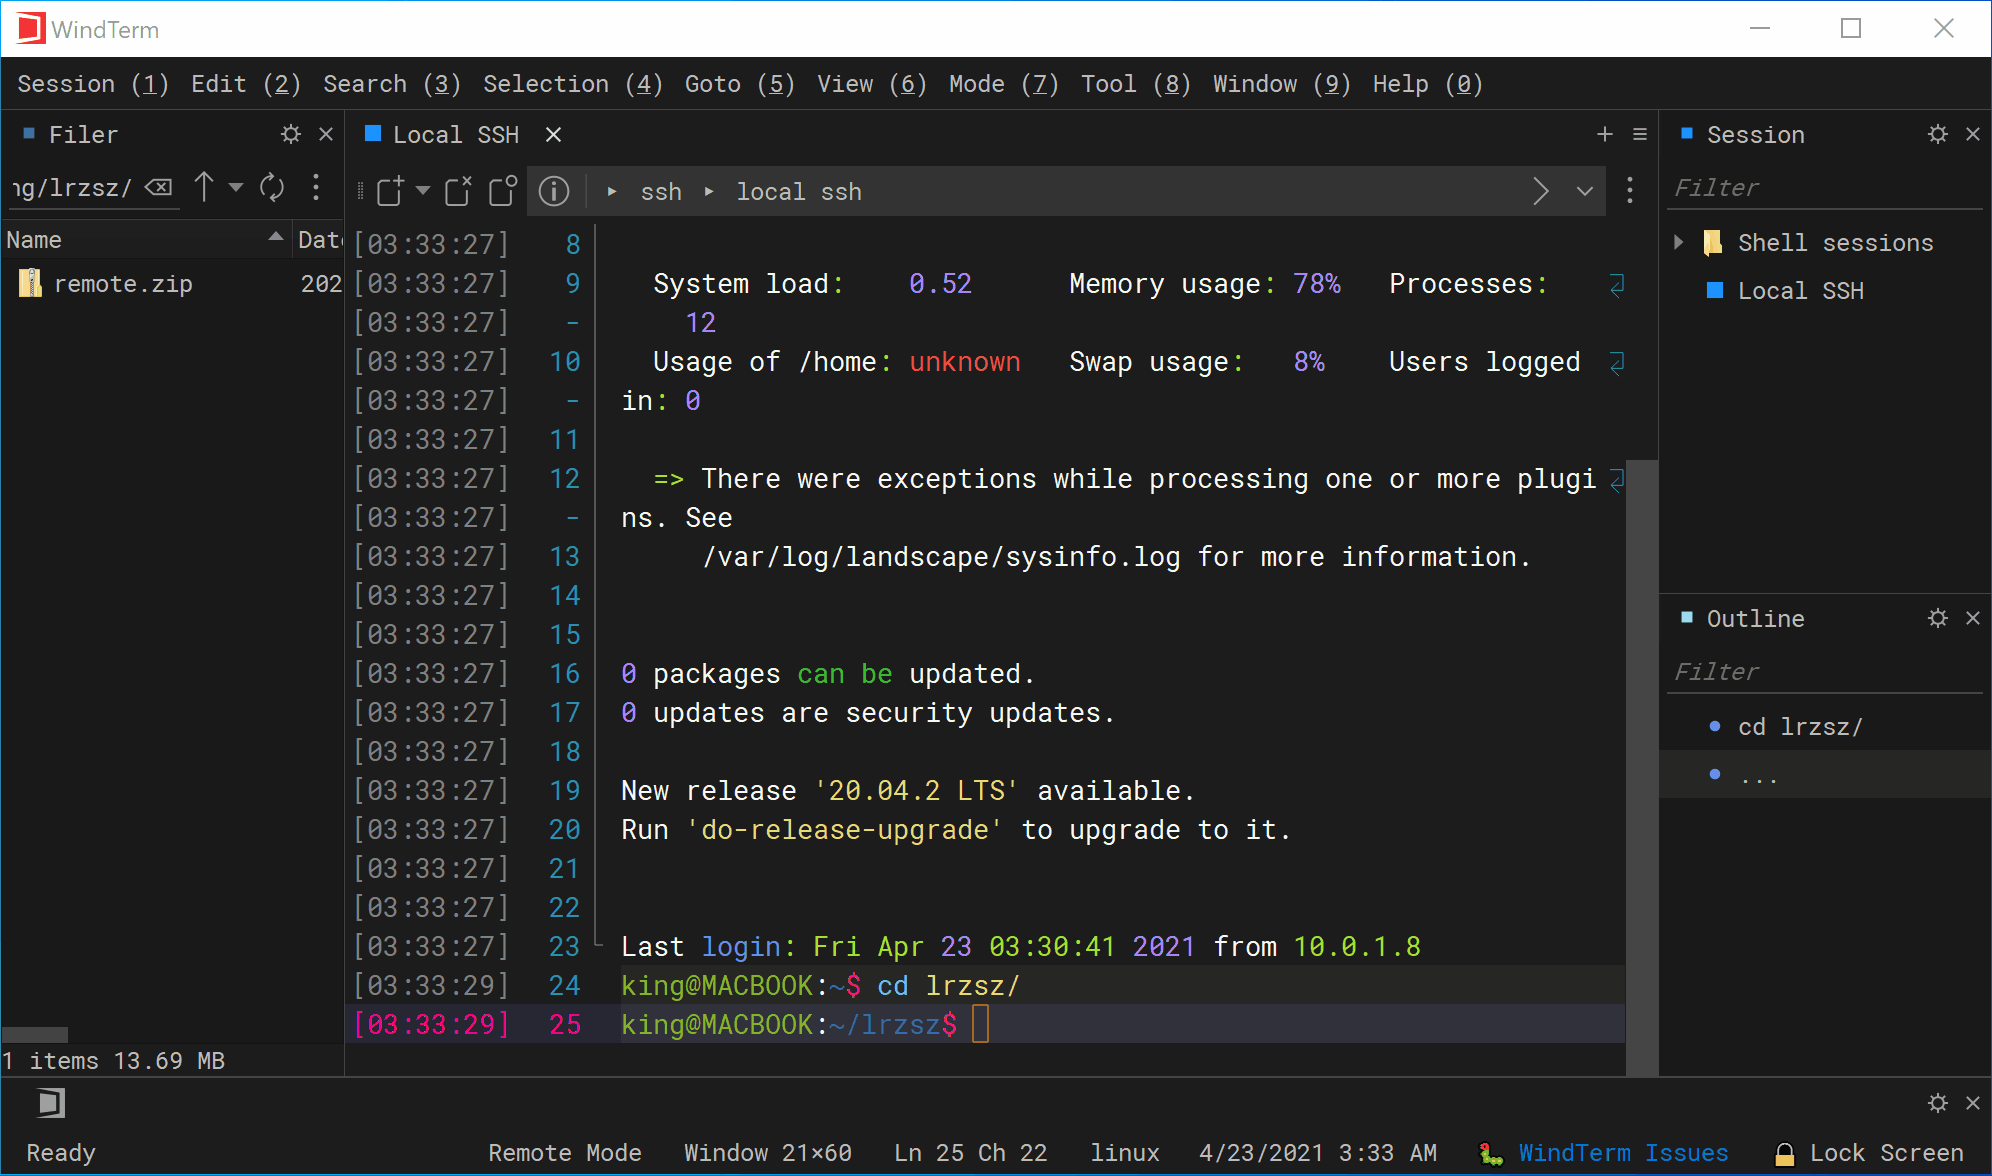 WindTerm
Session (1) Edit (2) Search (3) Selection (4) Goto (5) View (6) Mode (7) Tool (8) Window (9) Help (0)
Filer
ng/lrzsz/
Name Date
remote.zip 202
1 items 13.69 MB
Local SSH
ssh local ssh
[03:33:27] 8
[03:33:27] 9 System load: 0.52 Memory usage: 78% Processes:
[03:33:27] - 12
[03:33:27] 10 Usage of /home: unknown Swap usage: 8% Users logged
[03:33:27] - in: 0
[03:33:27] 11
[03:33:27] 12 => There were exceptions while processing one or more plugi
[03:33:27] - ns. See
[03:33:27] 13 /var/log/landscape/sysinfo.log for more information.
[03:33:27] 14
[03:33:27] 15
[03:33:27] 16 0 packages can be updated.
[03:33:27] 17 0 updates are security updates.
[03:33:27] 18
[03:33:27] 19 New release '20.04.2 LTS' available.
[03:33:27] 20 Run 'do-release-upgrade' to upgrade to it.
[03:33:27] 21
[03:33:27] 22
[03:33:27] 23 Last login: Fri Apr 23 03:30:41 2021 from 10.0.1.8
[03:33:29] 24 king@MACBOOK:~$ cd lrzsz/
[03:33:29] 25 king@MACBOOK:~/lrzsz$
Session
Filter
Shell sessions
Local SSH
Outline
Filter
cd lrzsz/
...
Ready Remote Mode Window 21×60 Ln 25 Ch 22 linux 4/23/2021 3:33 AM WindTerm Issues Lock Screen